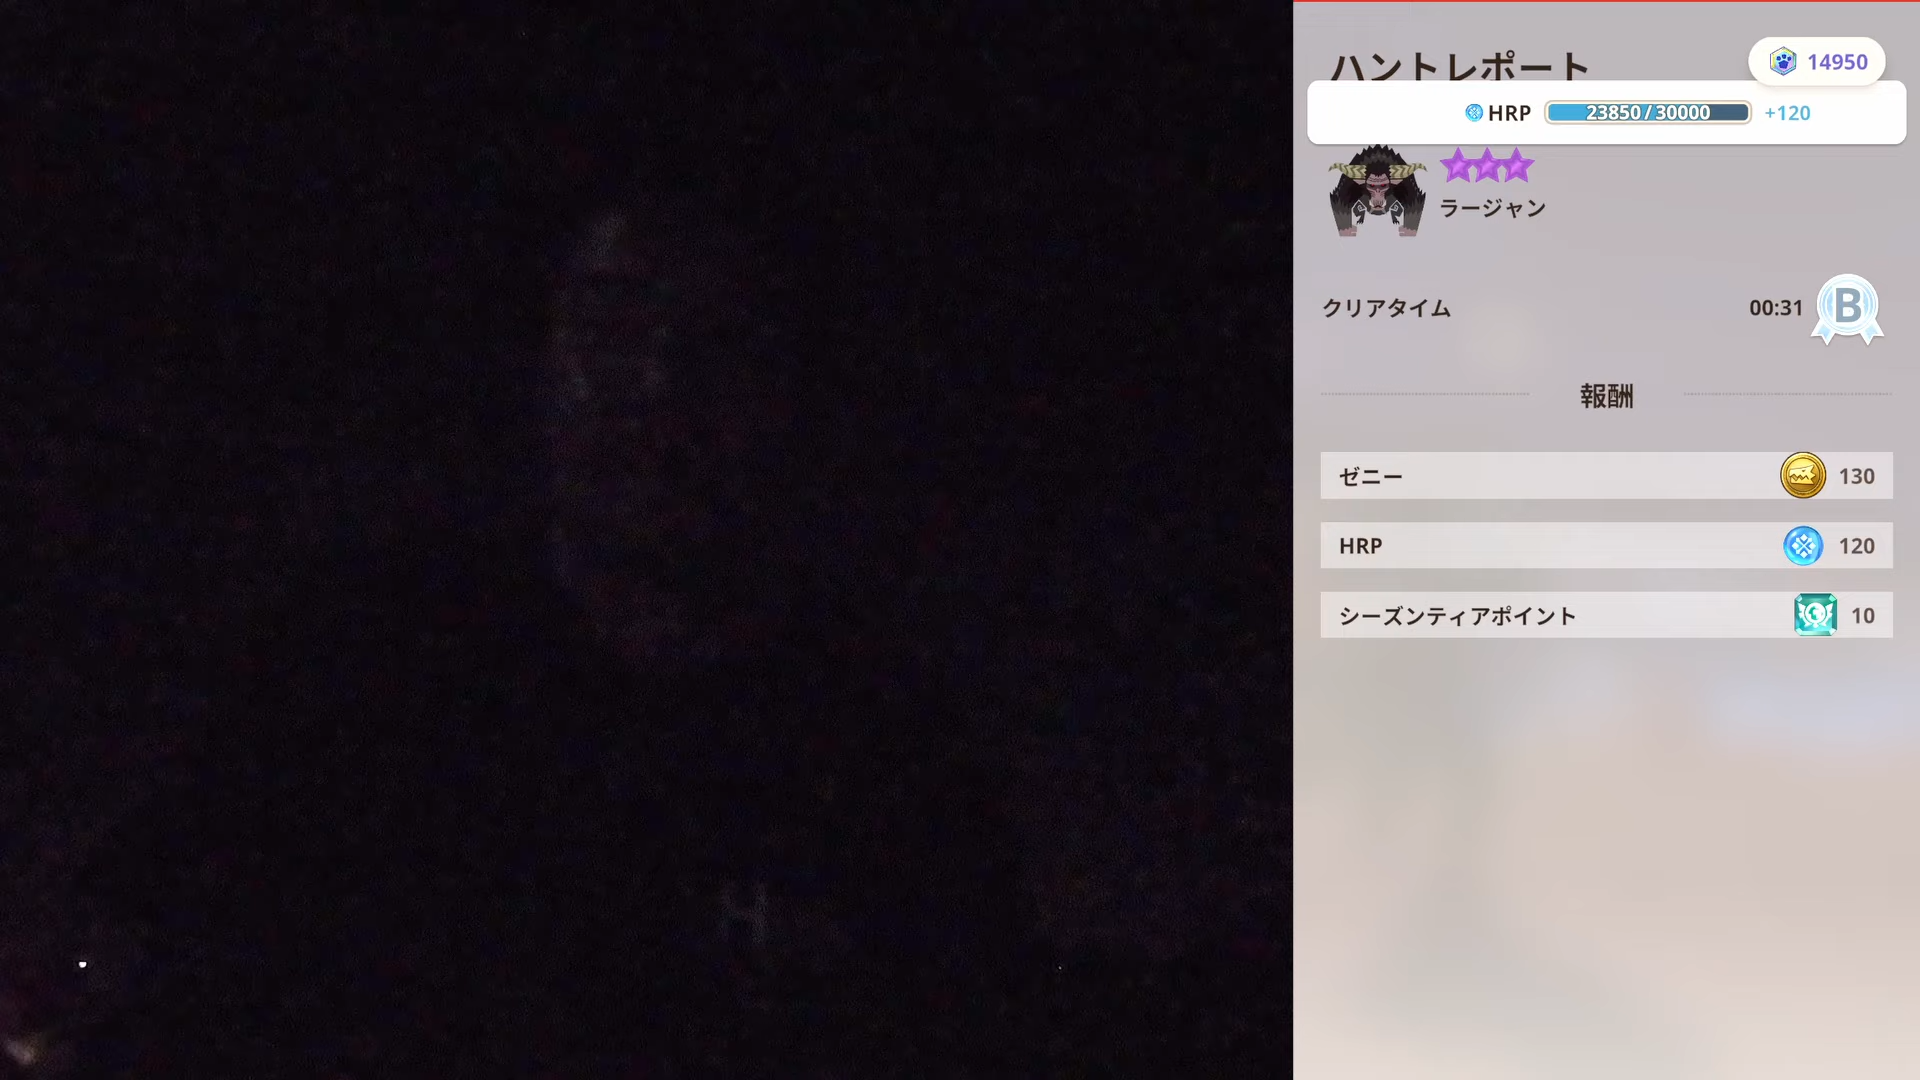 ハントレポート
14950
HRP 23850/30000 +120
ラージャン
クリアタイム 00:31 B
報酬
ゼニー 130
HRP 120
シーズンティアポイント 10